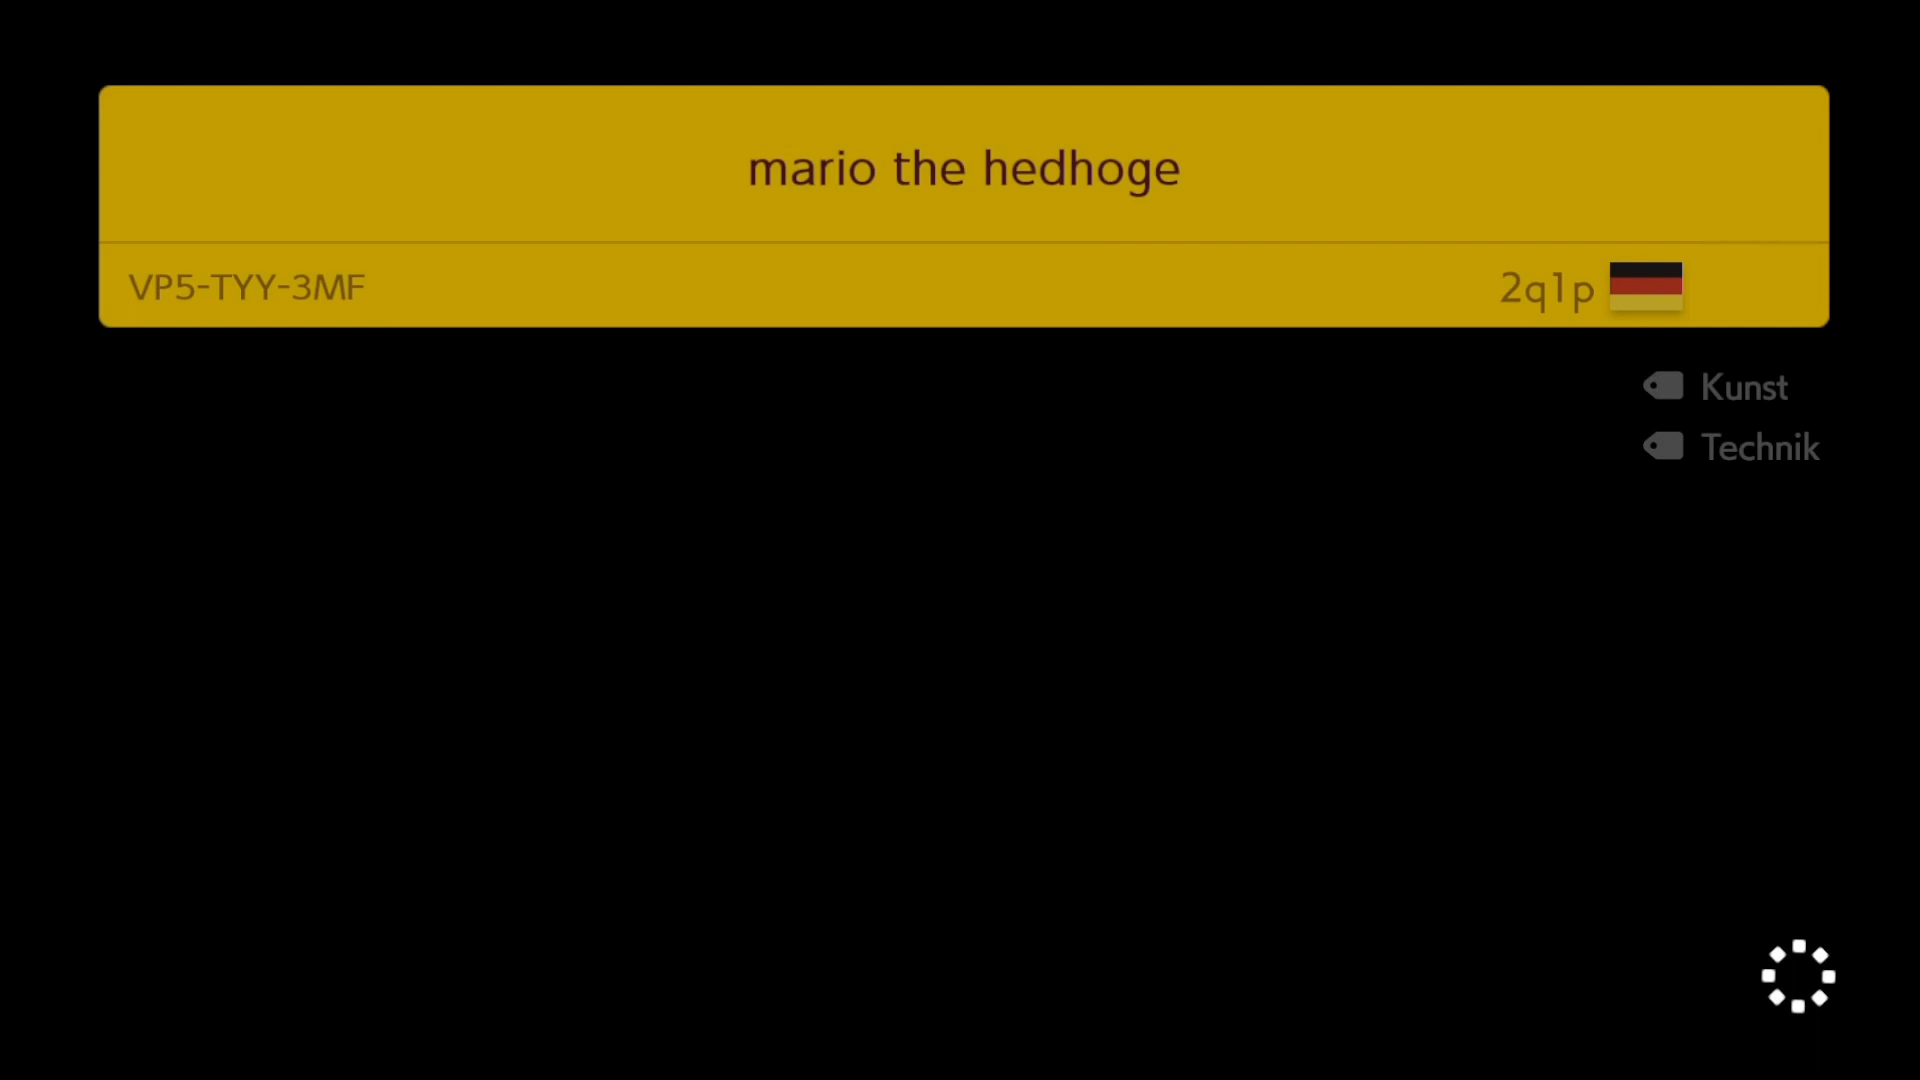 mario the hedhoge
VP5-TYY-3MF
2q1p
Kunst
Technik